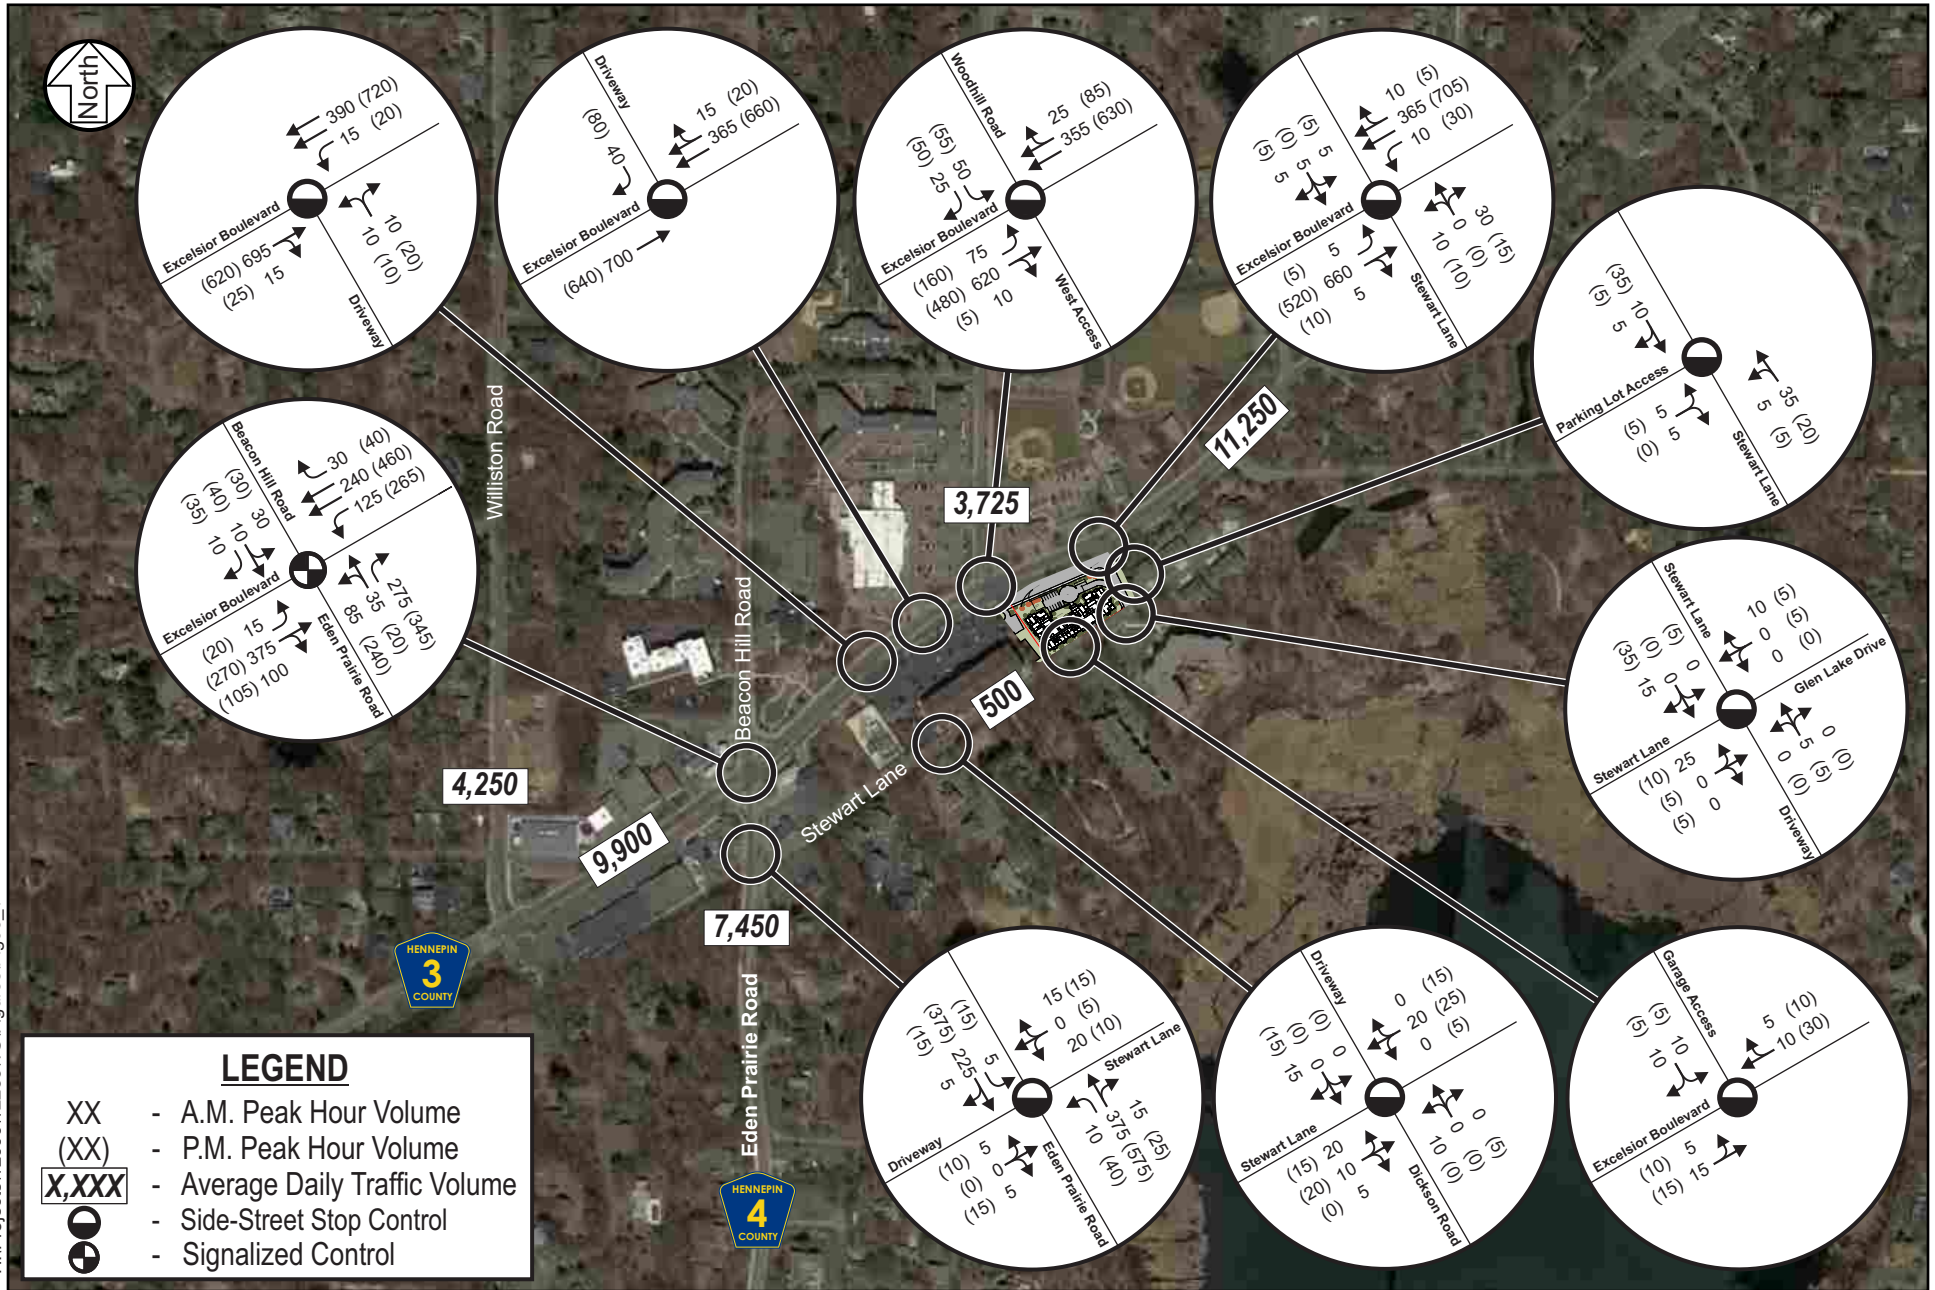 North
390 (720)
15 (20)
Excelsior Boulevard
(620) 695
(25) 15
10 (20)
10 (10)
Driveway
Driveway
(80) 40
15 (20)
365 (660)
Excelsior Boulevard
(640) 700
Woodhill Road
(55) 50
(50) 25
25 (85)
355 (630)
Excelsior Boulevard
(160) 75
(480) 620
(5) 10
West Access
10 (5)
365 (705)
10 (30)
(5) 5
(0) 5
(5) 5
Excelsior Boulevard
(5) 5
(520) 660
(10) 5
30 (15)
0 (0)
10 (10)
Stewart Lane
(35) 10
(5) 5
Parking Lot Access
(5) 5
(0) 5
35 (20)
5 (5)
Stewart Lane
Beacon Hill Road
(30) 30
(40) 10
(35) 10
30 (40)
240 (460)
125 (265)
Excelsior Boulevard
(20) 15
(270) 375
(105) 100
275 (345)
35 (20)
85 (240)
Eden Prairie Road
Stewart Lane
(5) 0
(0) 0
(35) 15
10 (5)
0 (5)
0 (0)
Glen Lake Drive
Stewart Lane
(10) 25
(5) 0
(5) 0
0 (0)
5 (5)
0 (0)
Driveway
Williston Road
Beacon Hill Road
Stewart Lane
Eden Prairie Road
11,250
3,725
500
4,250
9,900
7,450
HENNEPIN
3
COUNTY
HENNEPIN
4
COUNTY
(15) 5
(375) 225
(15) 5
15 (15)
0 (5)
20 (10)
Stewart Lane
Driveway
(10) 5
(0) 0
(15) 5
15 (25)
375 (575)
10 (40)
Eden Prairie Road
Driveway
(0) 0
(0) 0
(15) 15
0 (15)
20 (25)
0 (5)
Stewart Lane
(15) 20
(20) 10
(0) 5
0 (5)
0 (0)
10 (0)
Dickson Road
Garage Access
(5) 10
(5) 10
5 (10)
10 (30)
Excelsior Boulevard
(10) 5
(15) 15
LEGEND
XX - A.M. Peak Hour Volume
(XX) - P.M. Peak Hour Volume
X,XXX - Average Daily Traffic Volume
- Side-Street Stop Control
- Signalized Control